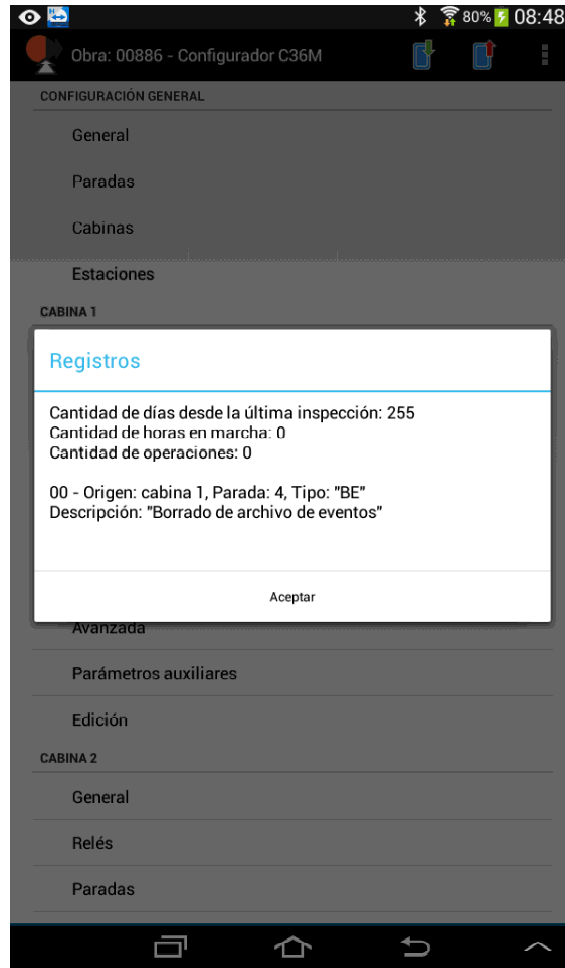 80% 08:48
Obra: 00886 - Configurador C36M
CONFIGURACIÓN GENERAL
General
Paradas
Cabinas
Estaciones
CABINA 1
Registros
Cantidad de días desde la última inspección: 255
Cantidad de horas en marcha: 0
Cantidad de operaciones: 0
00 - Origen: cabina 1, Parada: 4, Tipo: "BE"
Descripción: "Borrado de archivo de eventos"
Aceptar
Avanzada
Parámetros auxiliares
Edición
CABINA 2
General
Relés
Paradas